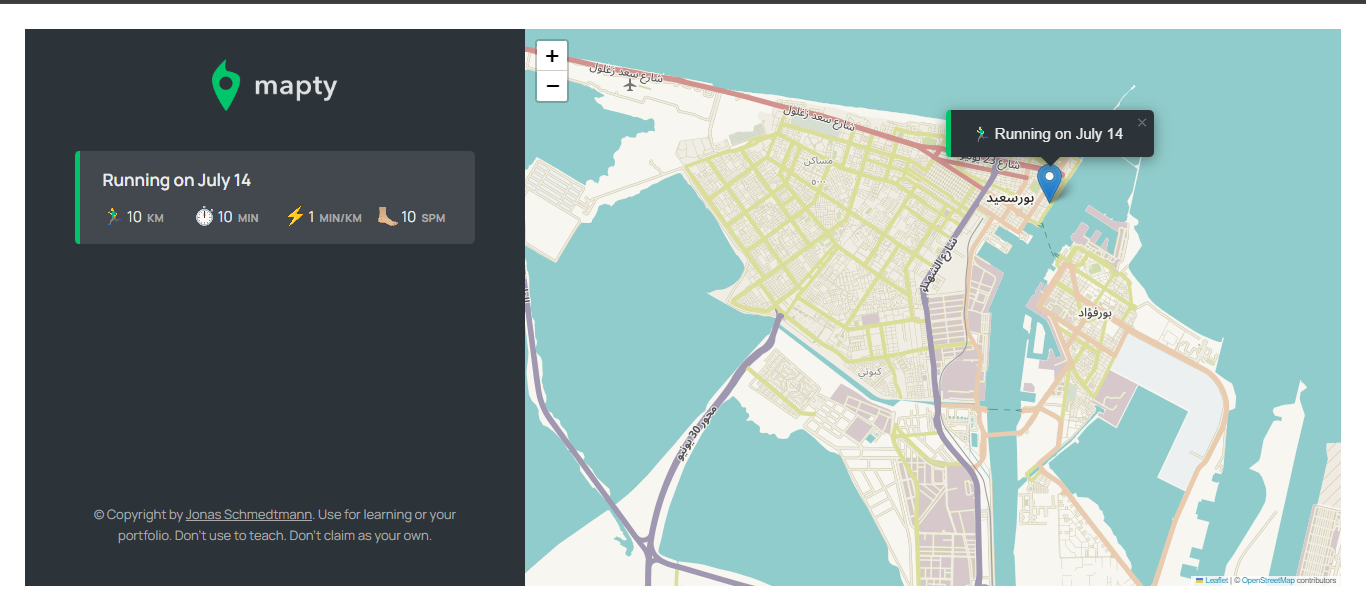 mapty
Running on July 14
🏃‍♂️ 10 KM ⏱ 10 MIN ⚡️ 1 MIN/KM 🦶🏼 10 SPM
© Copyright by Jonas Schmedtmann. Use for learning or your
portfolio. Don't use to teach. Don't claim as your own.
+
−
شارع سعد زغلول
شارع سعد زغلول
🏃‍♂️ Running on July 14
×
شارع 23 يوليو
مساكن
٥٠٠٠
بورسعيد
شارع الشهداء
بورفؤاد
كبوتي
محور 30 يونيو
Leaflet | © OpenStreetMap contributors